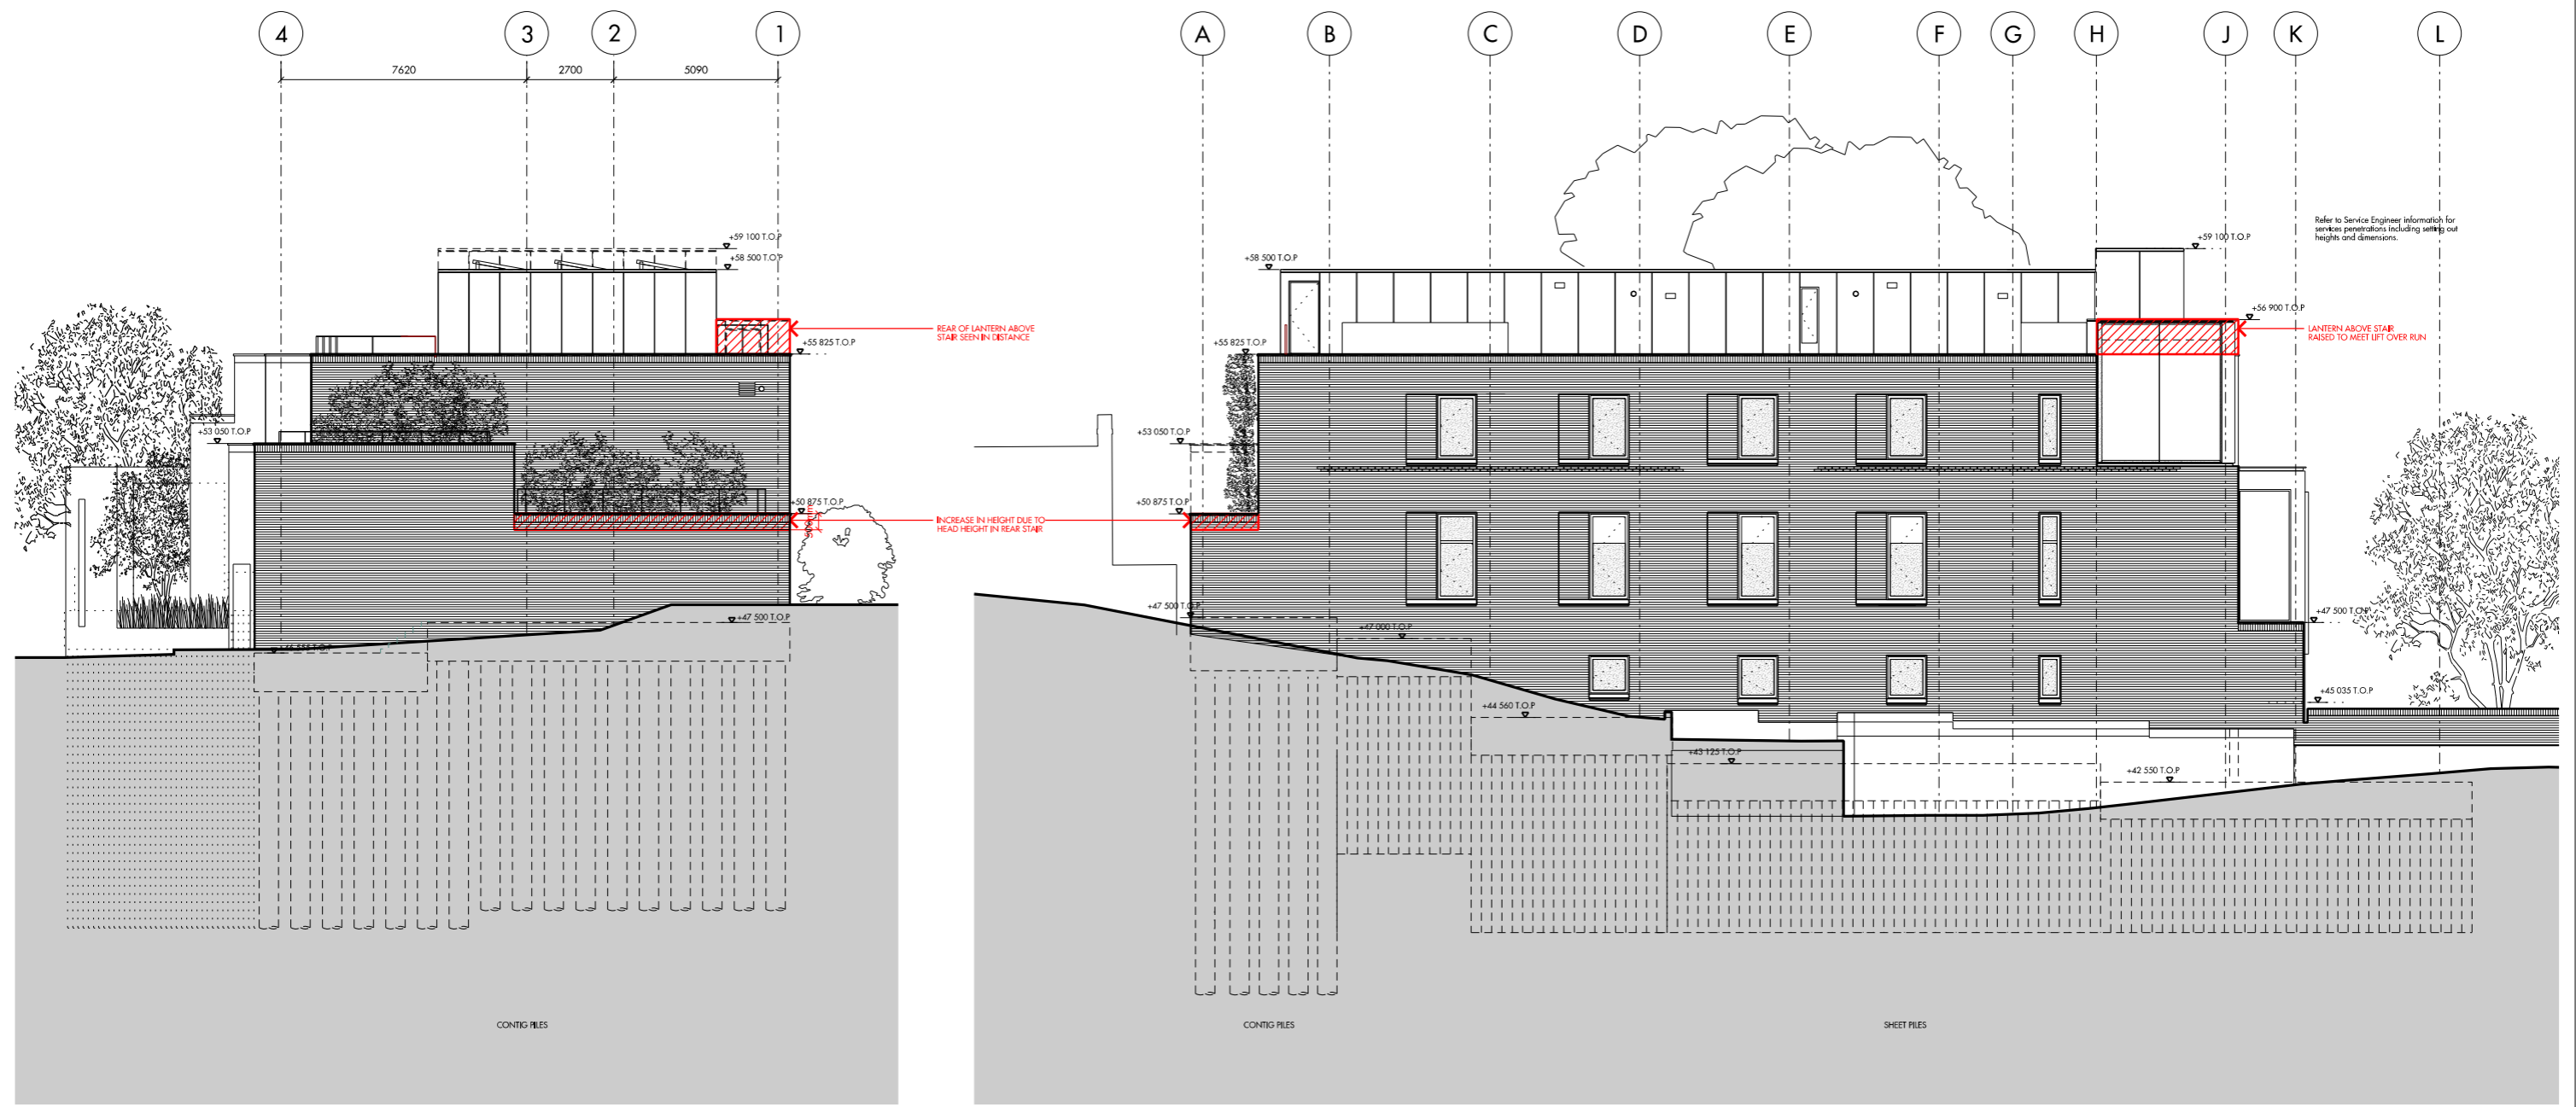 4 3 2 1 A B C D E F G H J K L
7620 2700 5090
Refer to Service Engineer information for
services penetrations including setting out
heights and dimensions.
+59 100 T.O.P
+58 500 T.O.P
REAR OF LANTERN ABOVE
STAIR SEEN IN DISTANCE
+55 825 T.O.P
+53 050 T.O.P
+50 875 T.O.P
INCREASE IN HEIGHT DUE TO
HEAD HEIGHT IN REAR STAIR
+47 500 T.O.P
CONTIG PILES
+58 500 T.O.P
+59 100 T.O.P
+56 900 T.O.P
LANTERN ABOVE STAIR
RAISED TO MEET LIFT OVER RUN
+55 825 T.O.P
+53 050 T.O.P
+50 875 T.O.P
+47 500 T.O.P
+47 000 T.O.P
+47 500 T.O.P
+45 035 T.O.P
+44 560 T.O.P
+43 125 T.O.P
+42 550 T.O.P
CONTIG PILES
SHEET PILES